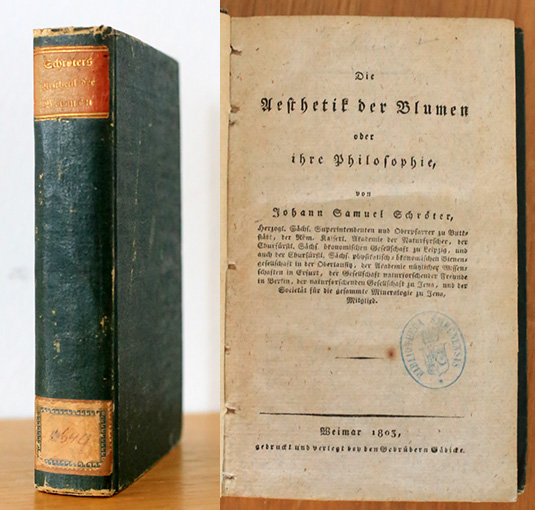 Schröters
Aesthetik der
Blumen
6549
Die
Aesthetik der Blumen
oder
ihre Philosophie,
von
Johann Samuel Schröter,
Herzogl. Sächs. Superintendenten und Oberpfarrer zu Butt-
städt, der Röm. Kaiserl. Akademie der Naturforscher, der
Churfürstl. Sächs. ökonomischen Gesellschaft zu Leipzig, und
auch der Churfürstl. Sächs. physikalisch-ökonomischen Bienen-
gesellschaft in der Oberlausitz, der Academie nützlicher Wissen-
schaften in Erfurt, der Gesellschaft naturforschender Freunde
in Berlin, der naturforschenden Gesellschaft zu Jena, und der
Societät für die gesammte Mineralogie zu Jena,
Mitglied.
Weimar 1803,
gedruckt und verlegt bey den Gebrüdern Gädicke.